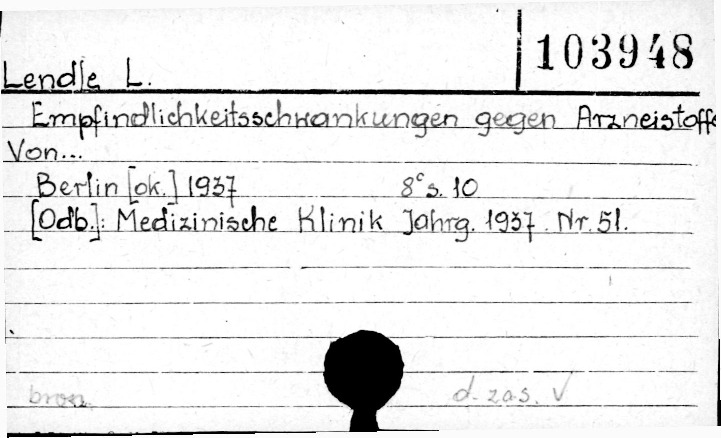 103948
Lendle L.
Empfindlichkeitsschwankungen gegen Arzneistoffe
Von...
Berlin [ok.] 1937 8° s. 10
[Odb.]: Medizinische Klinik Jahrg. 1937. Nr. 51.
bron. d. zas. V